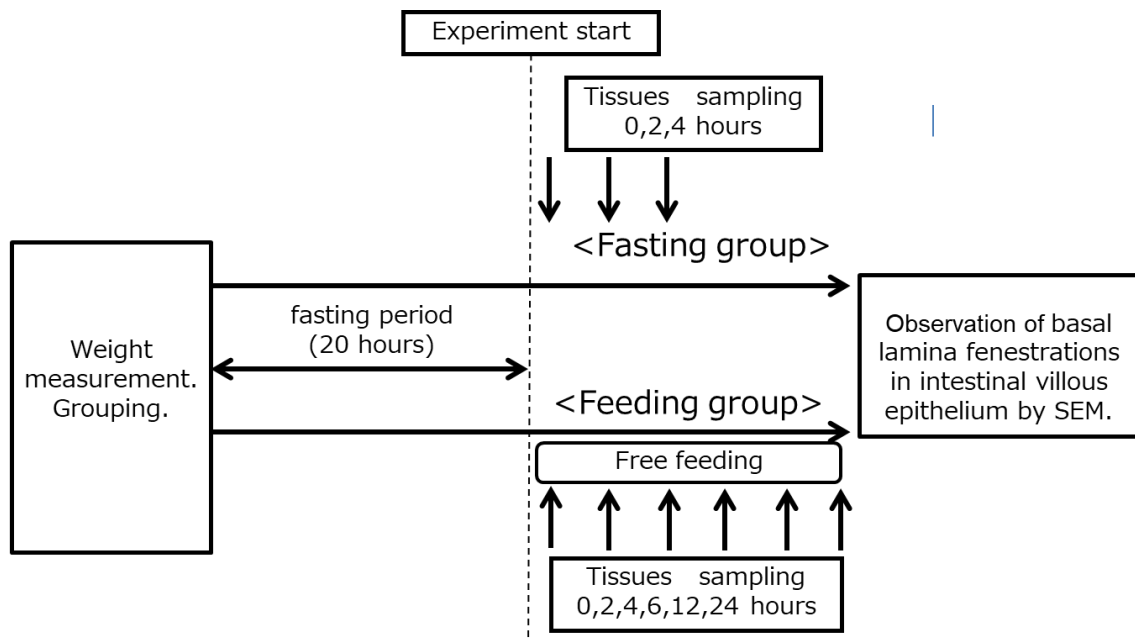 Experiment start
Tissues sampling
0,2,4 hours
<Fasting group>
Weight
measurement.
Grouping.
fasting period
(20 hours)
Observation of basal
lamina fenestrations
in intestinal villous
epithelium by SEM.
<Feeding group>
Free feeding
Tissues sampling
0,2,4,6,12,24 hours